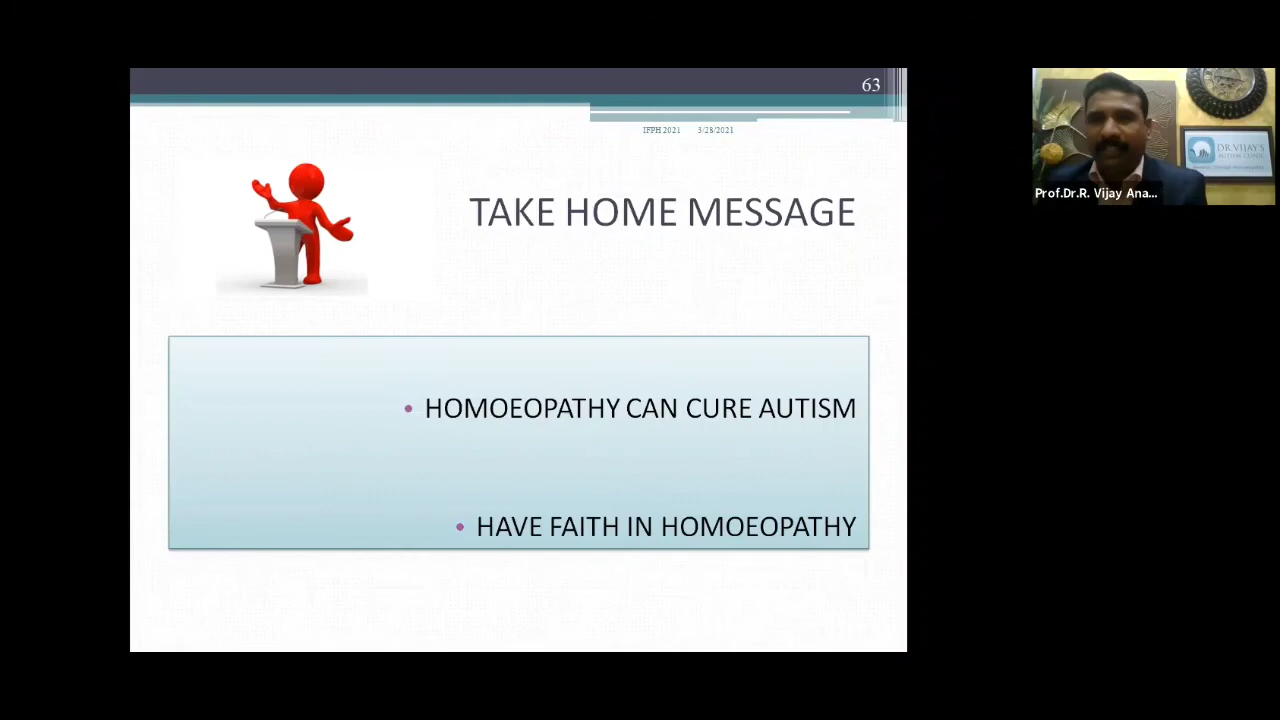 63
IFPH 2021 3/28/2021
TAKE HOME MESSAGE
• HOMOEOPATHY CAN CURE AUTISM
• HAVE FAITH IN HOMOEOPATHY
DR.VIJAY'S
AUTISM CLINIC
Prof.Dr.R. Vijay Ana...